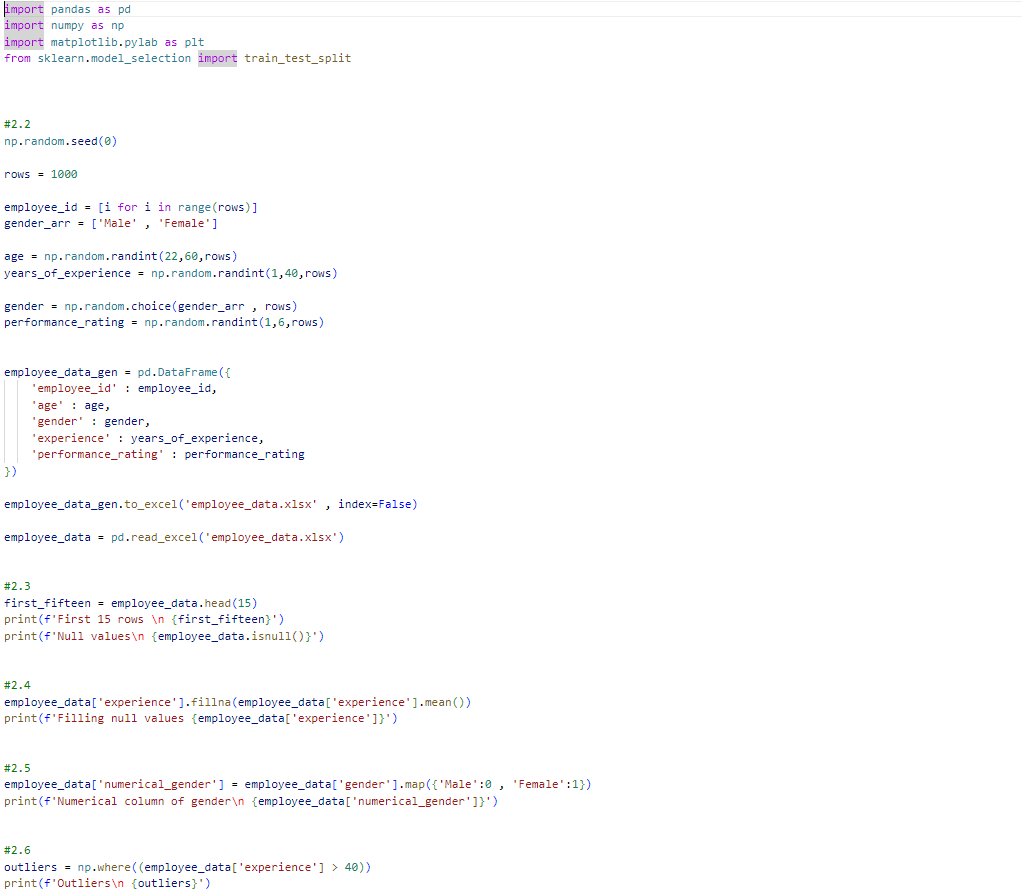 import pandas as pd
import numpy as np
import matplotlib.pylab as plt
from sklearn.model_selection import train_test_split
#2.2
np.random.seed(0)
rows = 1000
employee_id = [i for i in range(rows)]
gender_arr = ['Male' , 'Female']
age = np.random.randint(22,60,rows)
years_of_experience = np.random.randint(1,40,rows)
gender = np.random.choice(gender_arr , rows)
performance_rating = np.random.randint(1,6,rows)
employee_data_gen = pd.DataFrame({
    'employee_id' : employee_id,
    'age' : age,
    'gender' : gender,
    'experience' : years_of_experience,
    'performance_rating' : performance_rating
})
employee_data_gen.to_excel('employee_data.xlsx' , index=False)
employee_data = pd.read_excel('employee_data.xlsx')
#2.3
first_fifteen = employee_data.head(15)
print(f'First 15 rows \n {first_fifteen}')
print(f'Null values\n {employee_data.isnull()}')
#2.4
employee_data['experience'].fillna(employee_data['experience'].mean())
print(f'Filling null values {employee_data['experience']}')
#2.5
employee_data['numerical_gender'] = employee_data['gender'].map({'Male':0 , 'Female':1})
print(f'Numerical column of gender\n {employee_data['numerical_gender']}')
#2.6
outliers = np.where((employee_data['experience'] > 40))
print(f'Outliers\n {outliers}')